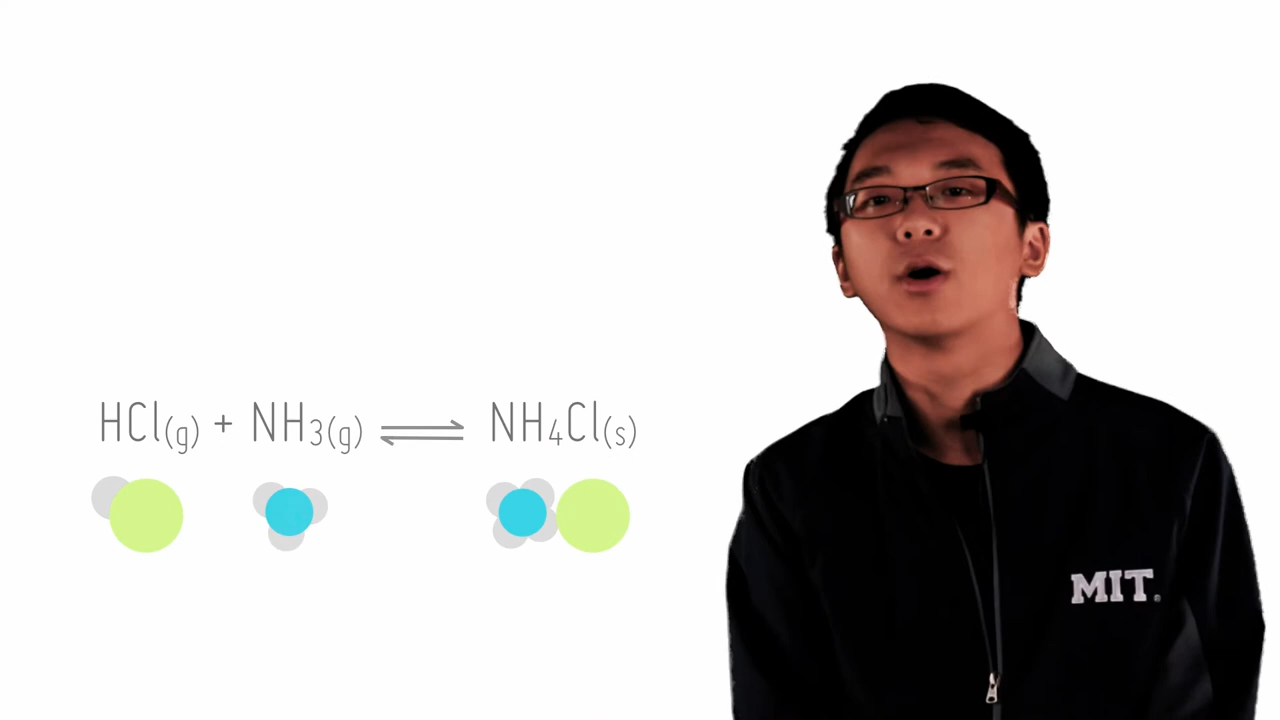 HCl(g) + NH₃(g) ⇌ NH₄Cl(s)
MIT